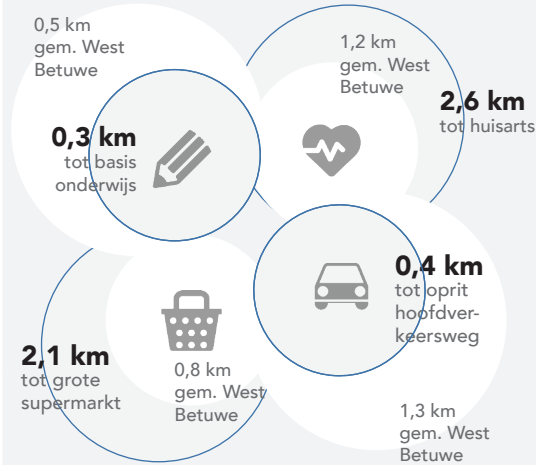 0,5 km
gem. West
Betuwe
0,3 km
tot basis
onderwijs
1,2 km
gem. West
Betuwe
2,6 km
tot huisarts
2,1 km
tot grote
supermarkt
0,8 km
gem. West
Betuwe
0,4 km
tot oprit
hoofdver-
keersweg
1,3 km
gem. West
Betuwe